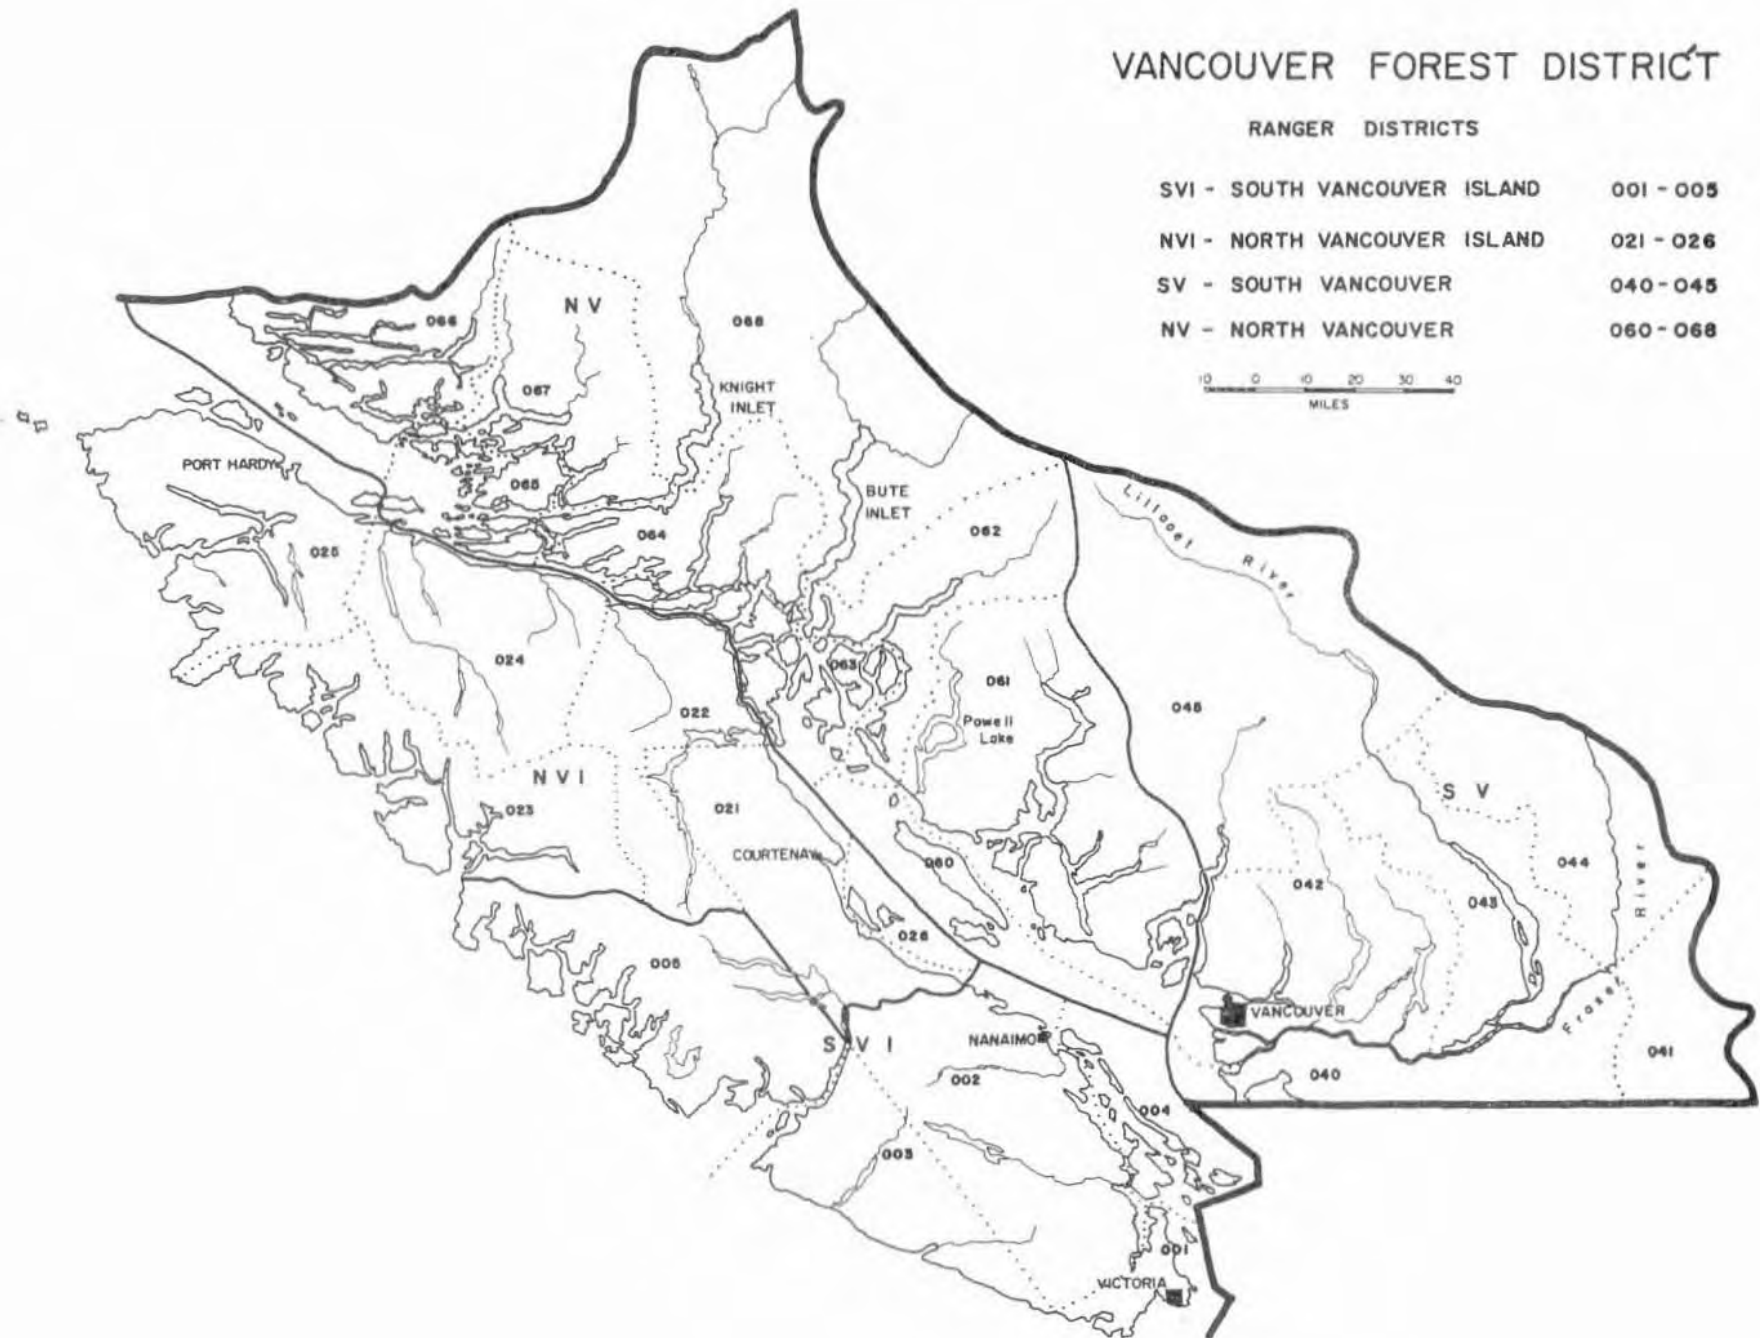 VANCOUVER FOREST DISTRICT
RANGER DISTRICTS
SVI - SOUTH VANCOUVER ISLAND 001 - 005
NVI - NORTH VANCOUVER ISLAND 021 - 026
SV - SOUTH VANCOUVER 040 - 045
NV - NORTH VANCOUVER 060 - 068
10 0 10 20 30 40
MILES
NV
066
068
067
KNIGHT
INLET
PORT HARDY
065
BUTE
INLET
Lillooet River
025
064
062
024
063
061
022
Powell
Lake
045
NVI
SV
023
021
COURTENAY
060
044
River
042
043
026
005
VANCOUVER
Fraser
SVI
NANAIMO
041
002
040
004
003
001
VICTORIA